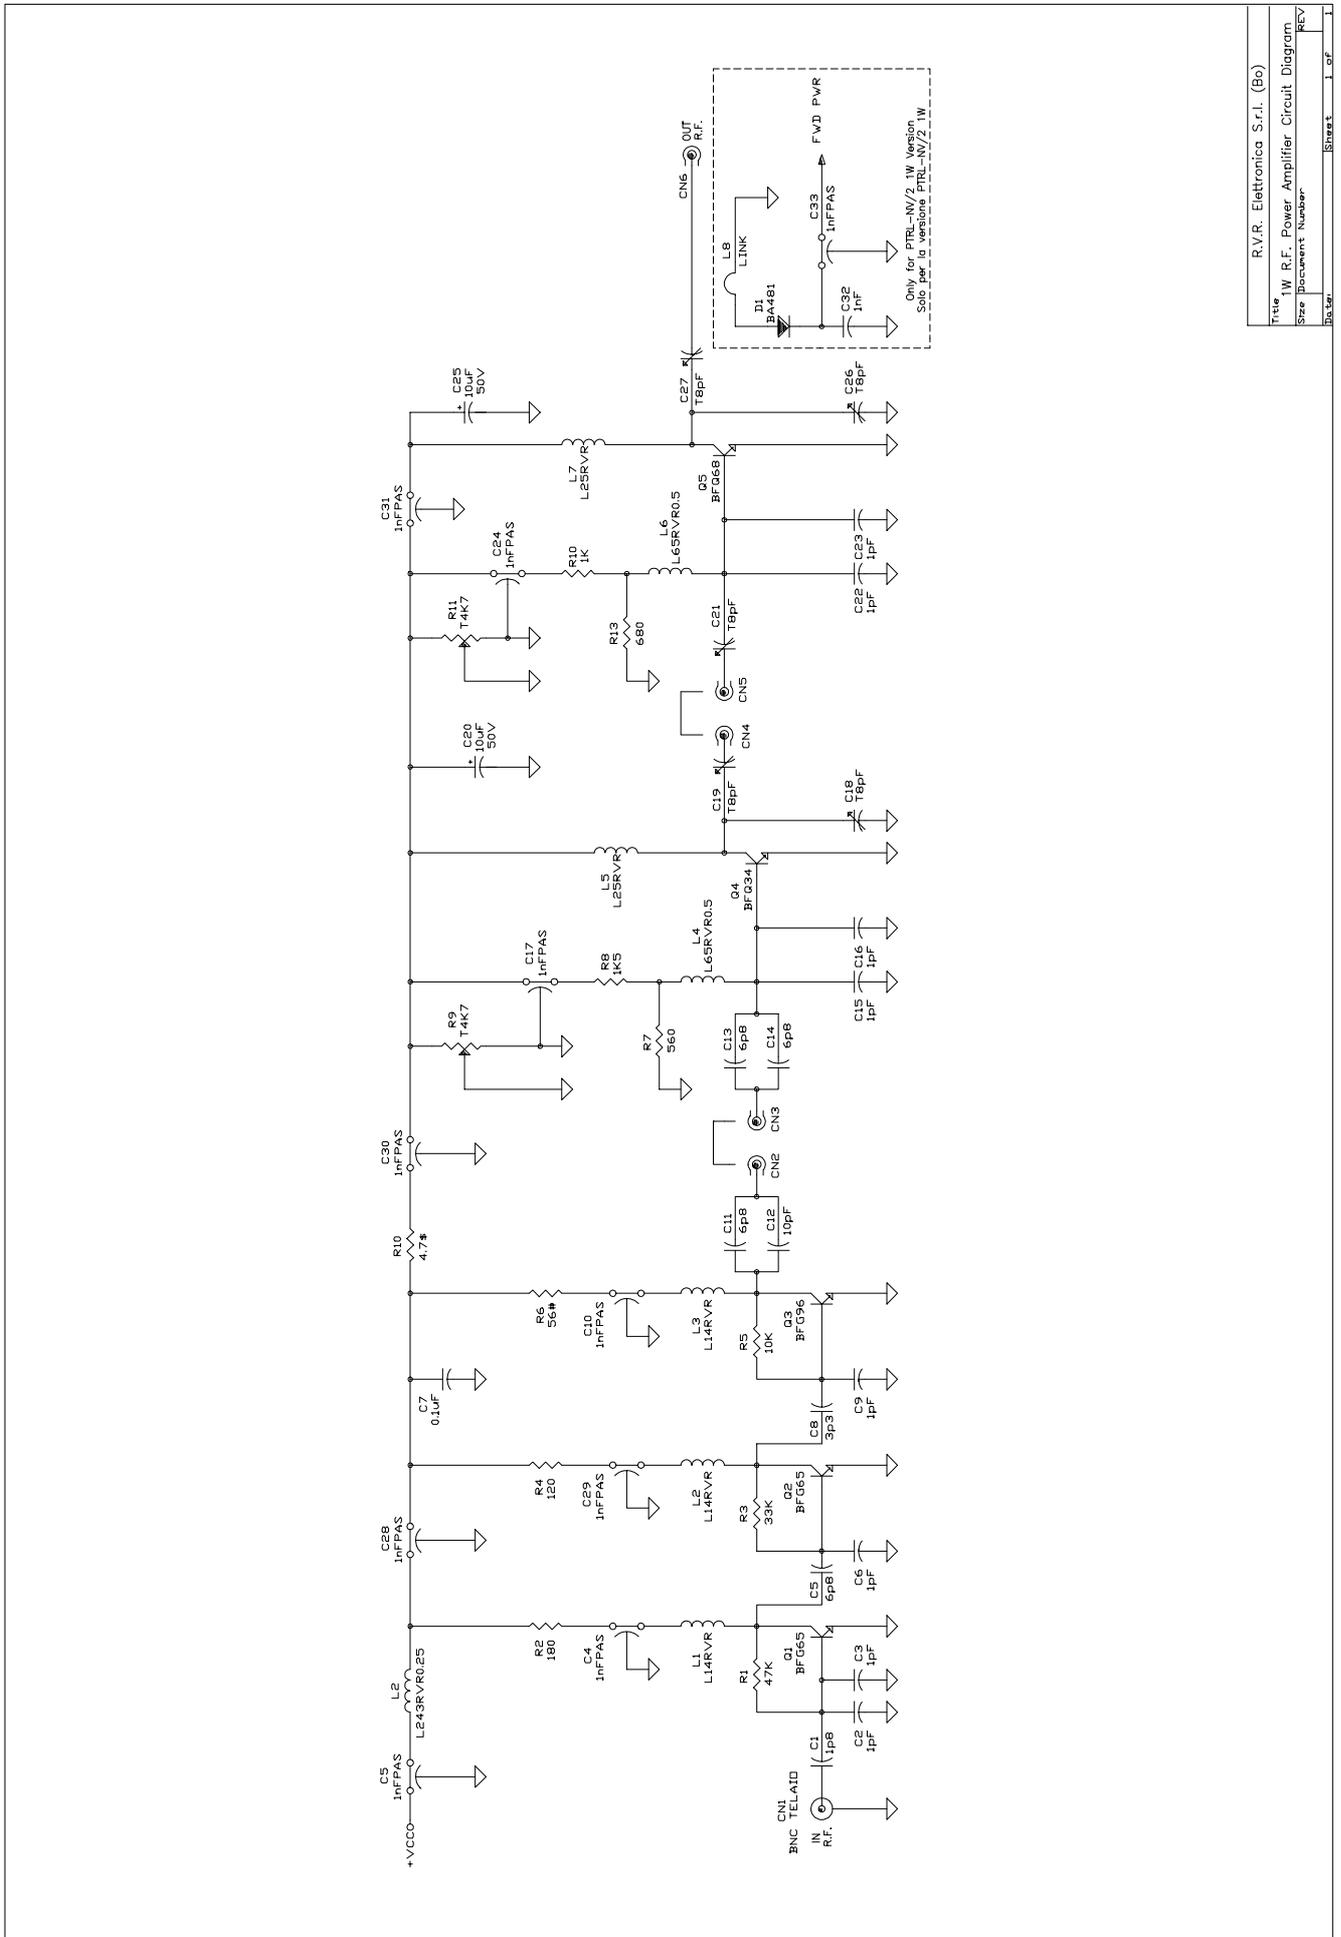 +VCC
C5
1nFPAS
L2
L243RVR0.25
C28
1nFPAS
C7
0.1uF
R10
4.7$
C30
1nFPAS
C20
10uF
50V
C31
1nFPAS
C25
10uF
50V
R2
180
C4
1nFPAS
L1
L14RVR
R1
47K
Q1
BFG65
CN1
BNC TELAIO
IN
R.F.
C1
1p8
C2
1pF
C3
1pF
R4
120
C29
1nFPAS
L2
L14RVR
R3
33K
Q2
BFG65
C5
6p8
C6
1pF
R6
56#
C10
1nFPAS
L3
L14RVR
R5
10K
Q3
BFG96
C8
3p3
C9
1pF
C11
6p8
C12
10pF
CN2
CN3
C13
6p8
C14
6p8
R9
T4K7
C17
1nFPAS
R8
1K5
R7
560
L4
L65RVR0.5
C15
1pF
C16
1pF
Q4
BFQ34
L5
L25RVR
C18
T8pF
C19
T8pF
CN4
CN5
C21
T8pF
R11
T4K7
C24
1nFPAS
R10
1K
R13
680
L6
L65RVR0.5
C22
1pF
C23
1pF
Q5
BFQ68
L7
L25RVR
C26
T8pF
C27
T8pF
CN6
OUT
R.F.
D1
BA481
L8
LINK
C32
1nF
C33
1nFPAS
FWD PWR
Only for PTRL-NV/2 1W Version
Solo per la versione PTRL-NV/2 1W
R.V.R. Elettronica S.r.l. (Bo)
Title
1W R.F. Power Amplifier Circuit Diagram
Size Document Number REV
Date: Sheet 1 of 1